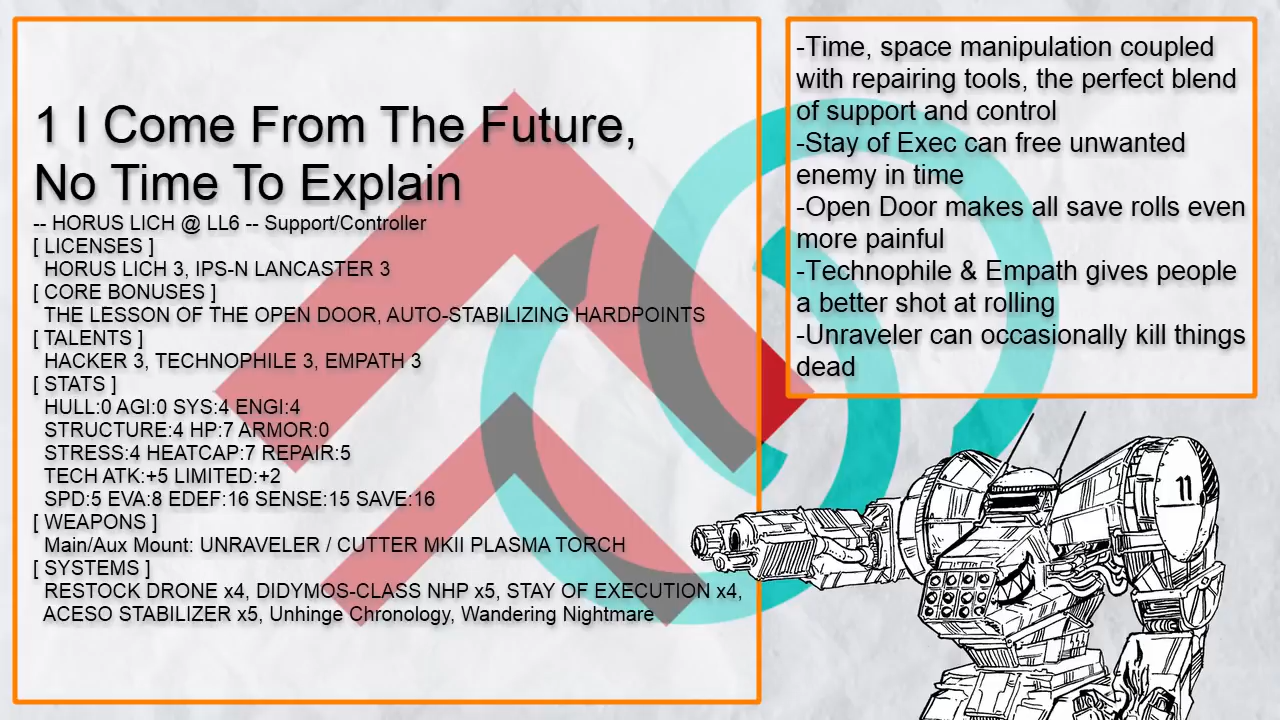 1 I Come From The Future,
No Time To Explain
-- HORUS LICH @ LL6 -- Support/Controller
[ LICENSES ]
HORUS LICH 3, IPS-N LANCASTER 3
[ CORE BONUSES ]
THE LESSON OF THE OPEN DOOR, AUTO-STABILIZING HARDPOINTS
[ TALENTS ]
HACKER 3, TECHNOPHILE 3, EMPATH 3
[ STATS ]
HULL:0 AGI:0 SYS:4 ENGI:4
STRUCTURE:4 HP:7 ARMOR:0
STRESS:4 HEATCAP:7 REPAIR:5
TECH ATK:+5 LIMITED:+2
SPD:5 EVA:8 EDEF:16 SENSE:15 SAVE:16
[ WEAPONS ]
Main/Aux Mount: UNRAVELER / CUTTER MKII PLASMA TORCH
[ SYSTEMS ]
RESTOCK DRONE x4, DIDYMOS-CLASS NHP x5, STAY OF EXECUTION x4,
ACESO STABILIZER x5, Unhinge Chronology, Wandering Nightmare
-Time, space manipulation coupled
with repairing tools, the perfect blend
of support and control
-Stay of Exec can free unwanted
enemy in time
-Open Door makes all save rolls even
more painful
-Technophile & Empath gives people
a better shot at rolling
-Unraveler can occasionally kill things
dead
11